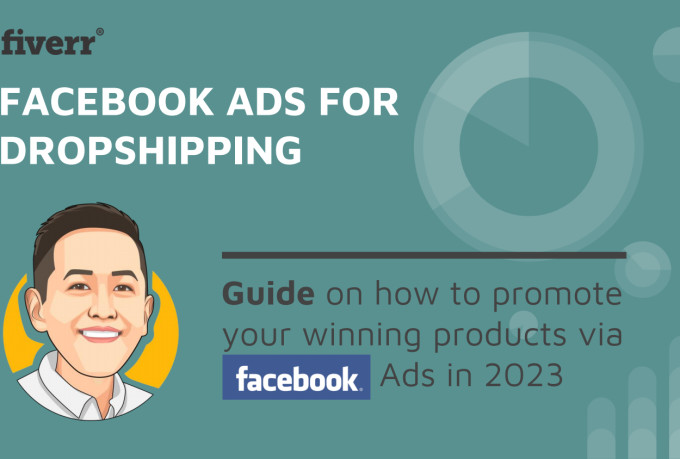 fiverr®
FACEBOOK ADS FOR
DROPSHIPPING
Guide on how to promote
your winning products via
facebook. Ads in 2023